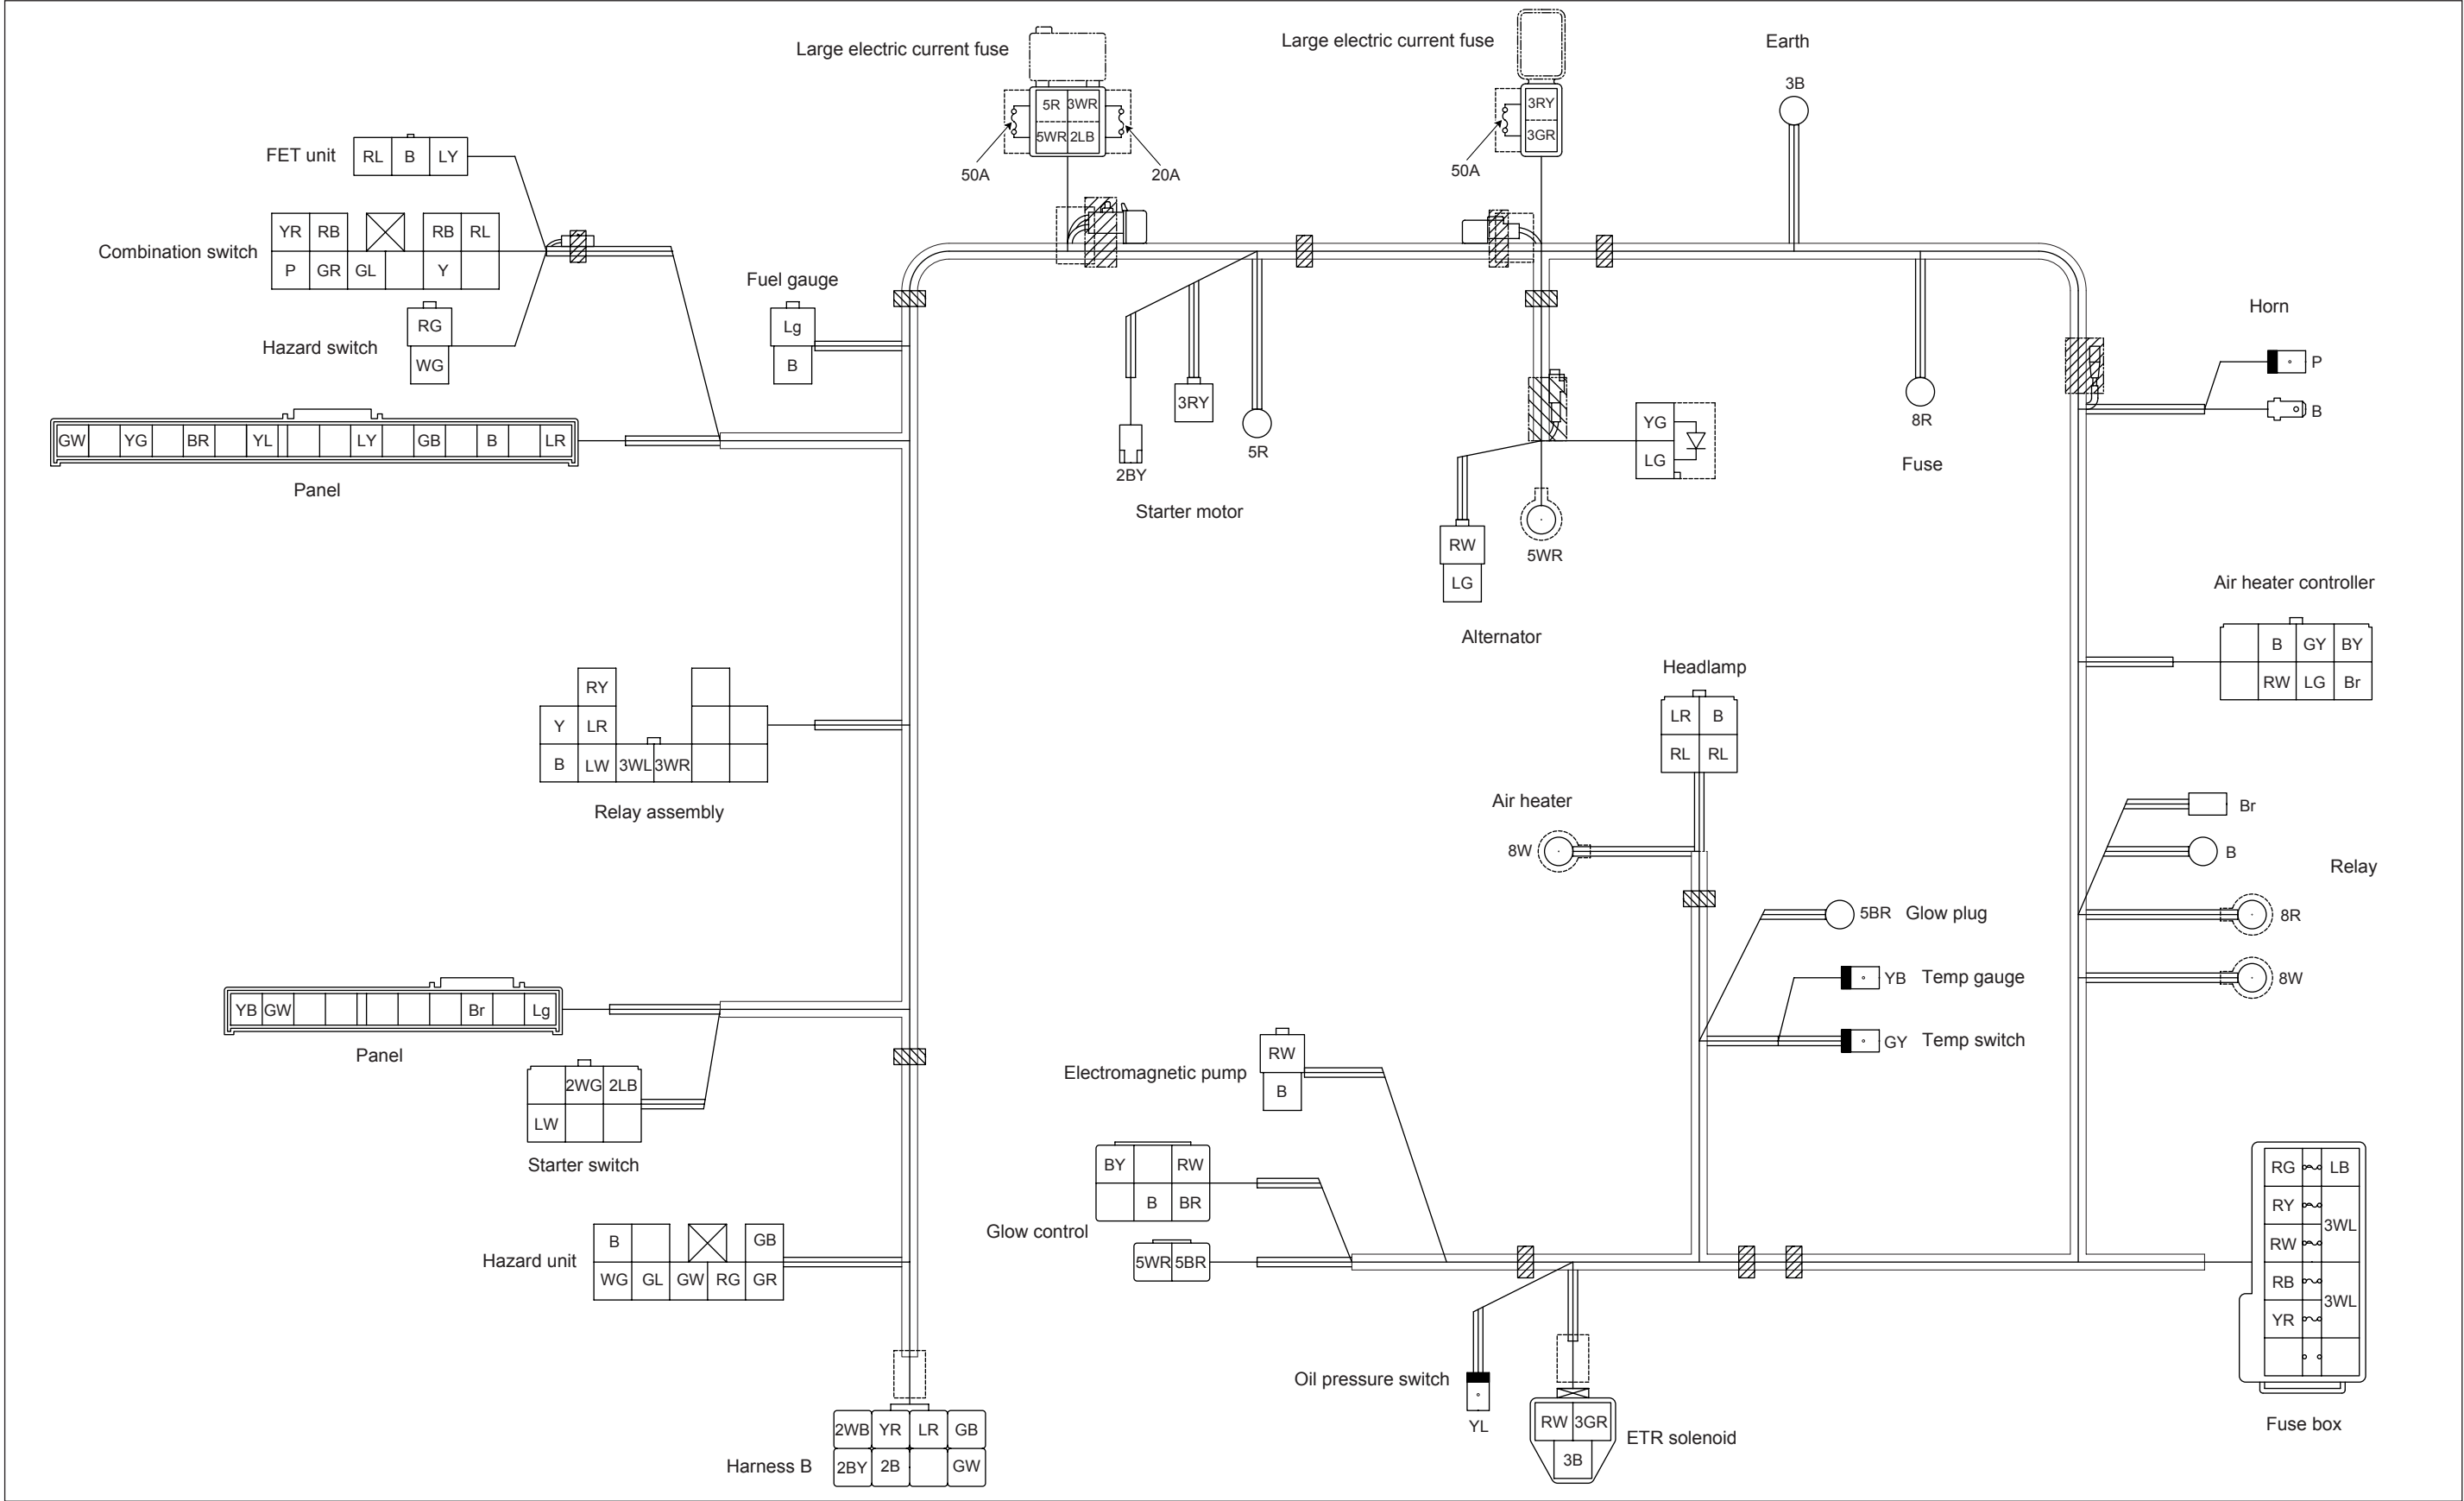 Large electric current fuse
5R 3WR
5WR 2LB
50A
20A
Large electric current fuse
3RY
3GR
50A
Earth
3B
FET unit
RL B LY
Combination switch
YR RB RB RL
P GR GL Y
Hazard switch
RG
WG
Fuel gauge
Lg
B
GW YG BR YL LY GB B LR
Panel
2BY
3RY
5R
Starter motor
YG
LG
RW
LG
5WR
Alternator
8R
Fuse
Horn
P
B
Air heater controller
B GY BY
RW LG Br
RY
Y LR
B LW 3WL 3WR
Relay assembly
Headlamp
LR B
RL RL
Air heater
8W
Br
B
Relay
8R
8W
5BR Glow plug
YB Temp gauge
GY Temp switch
YB GW Br Lg
Panel
2WG 2LB
LW
Starter switch
Electromagnetic pump
RW
B
BY RW
B BR
Glow control
5WR 5BR
Hazard unit
B GB
WG GL GW RG GR
RG LB
RY
3WL
RW
RB
3WL
YR
Fuse box
Oil pressure switch
YL
RW 3GR
3B
ETR solenoid
Harness B
2WB YR LR GB
2BY 2B GW